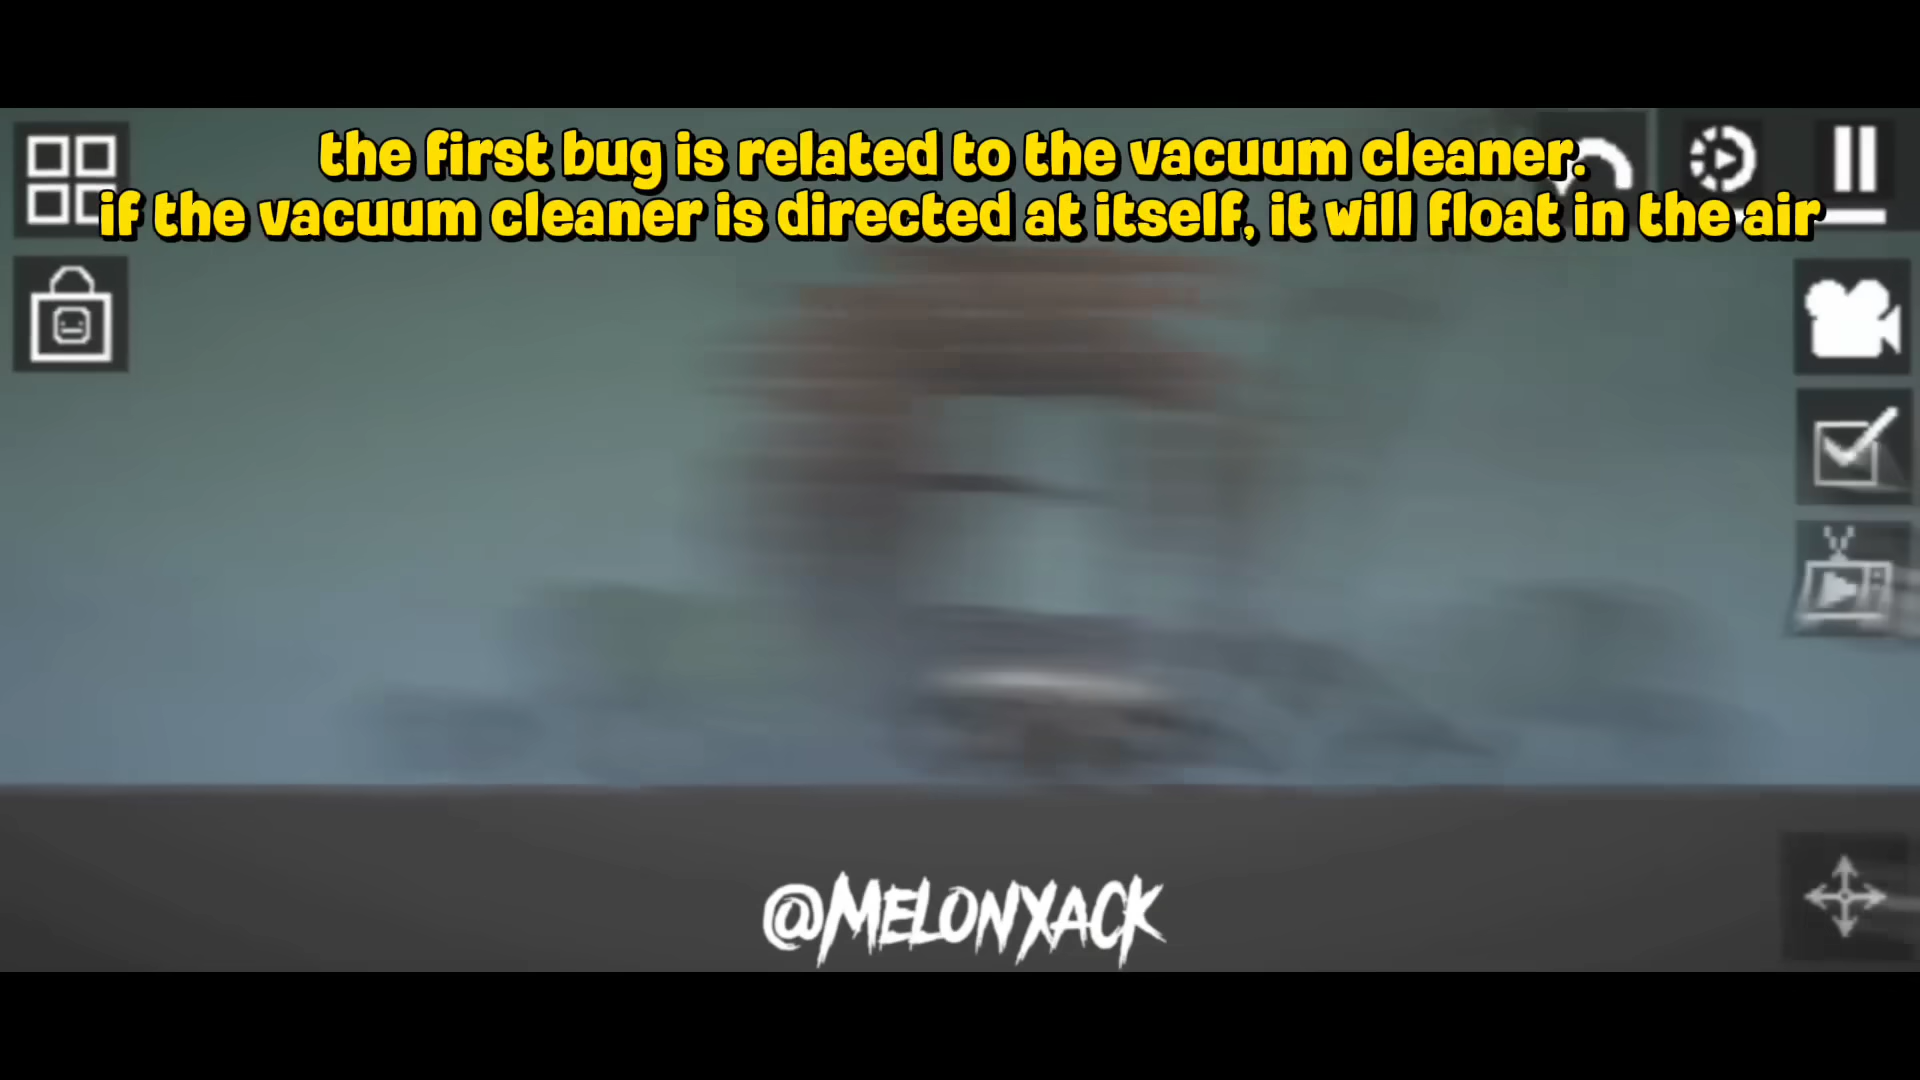 the first bug is related to the vacuum cleaner.
if the vacuum cleaner is directed at itself, it will float in the air
@MELONXACK